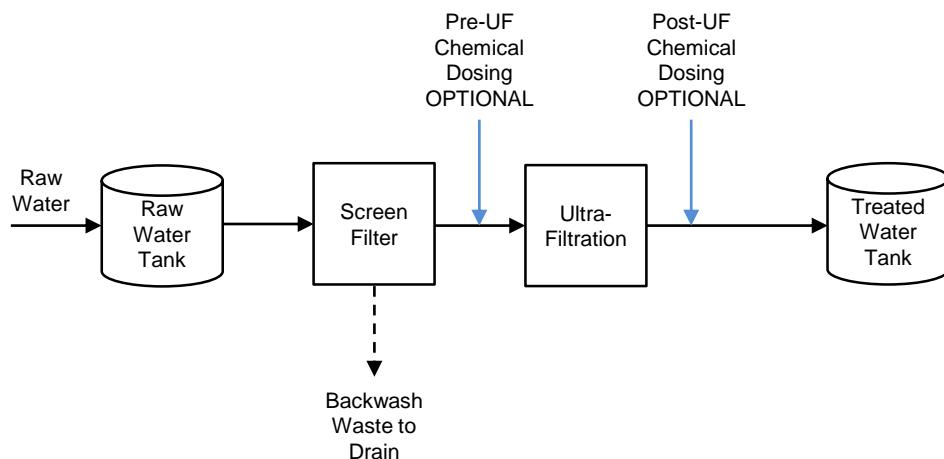 Pre-UF
Chemical
Dosing
OPTIONAL
Post-UF
Chemical
Dosing
OPTIONAL
Raw
Water
Raw
Water
Tank
Screen
Filter
Ultra-
Filtration
Treated
Water
Tank
Backwash
Waste to
Drain